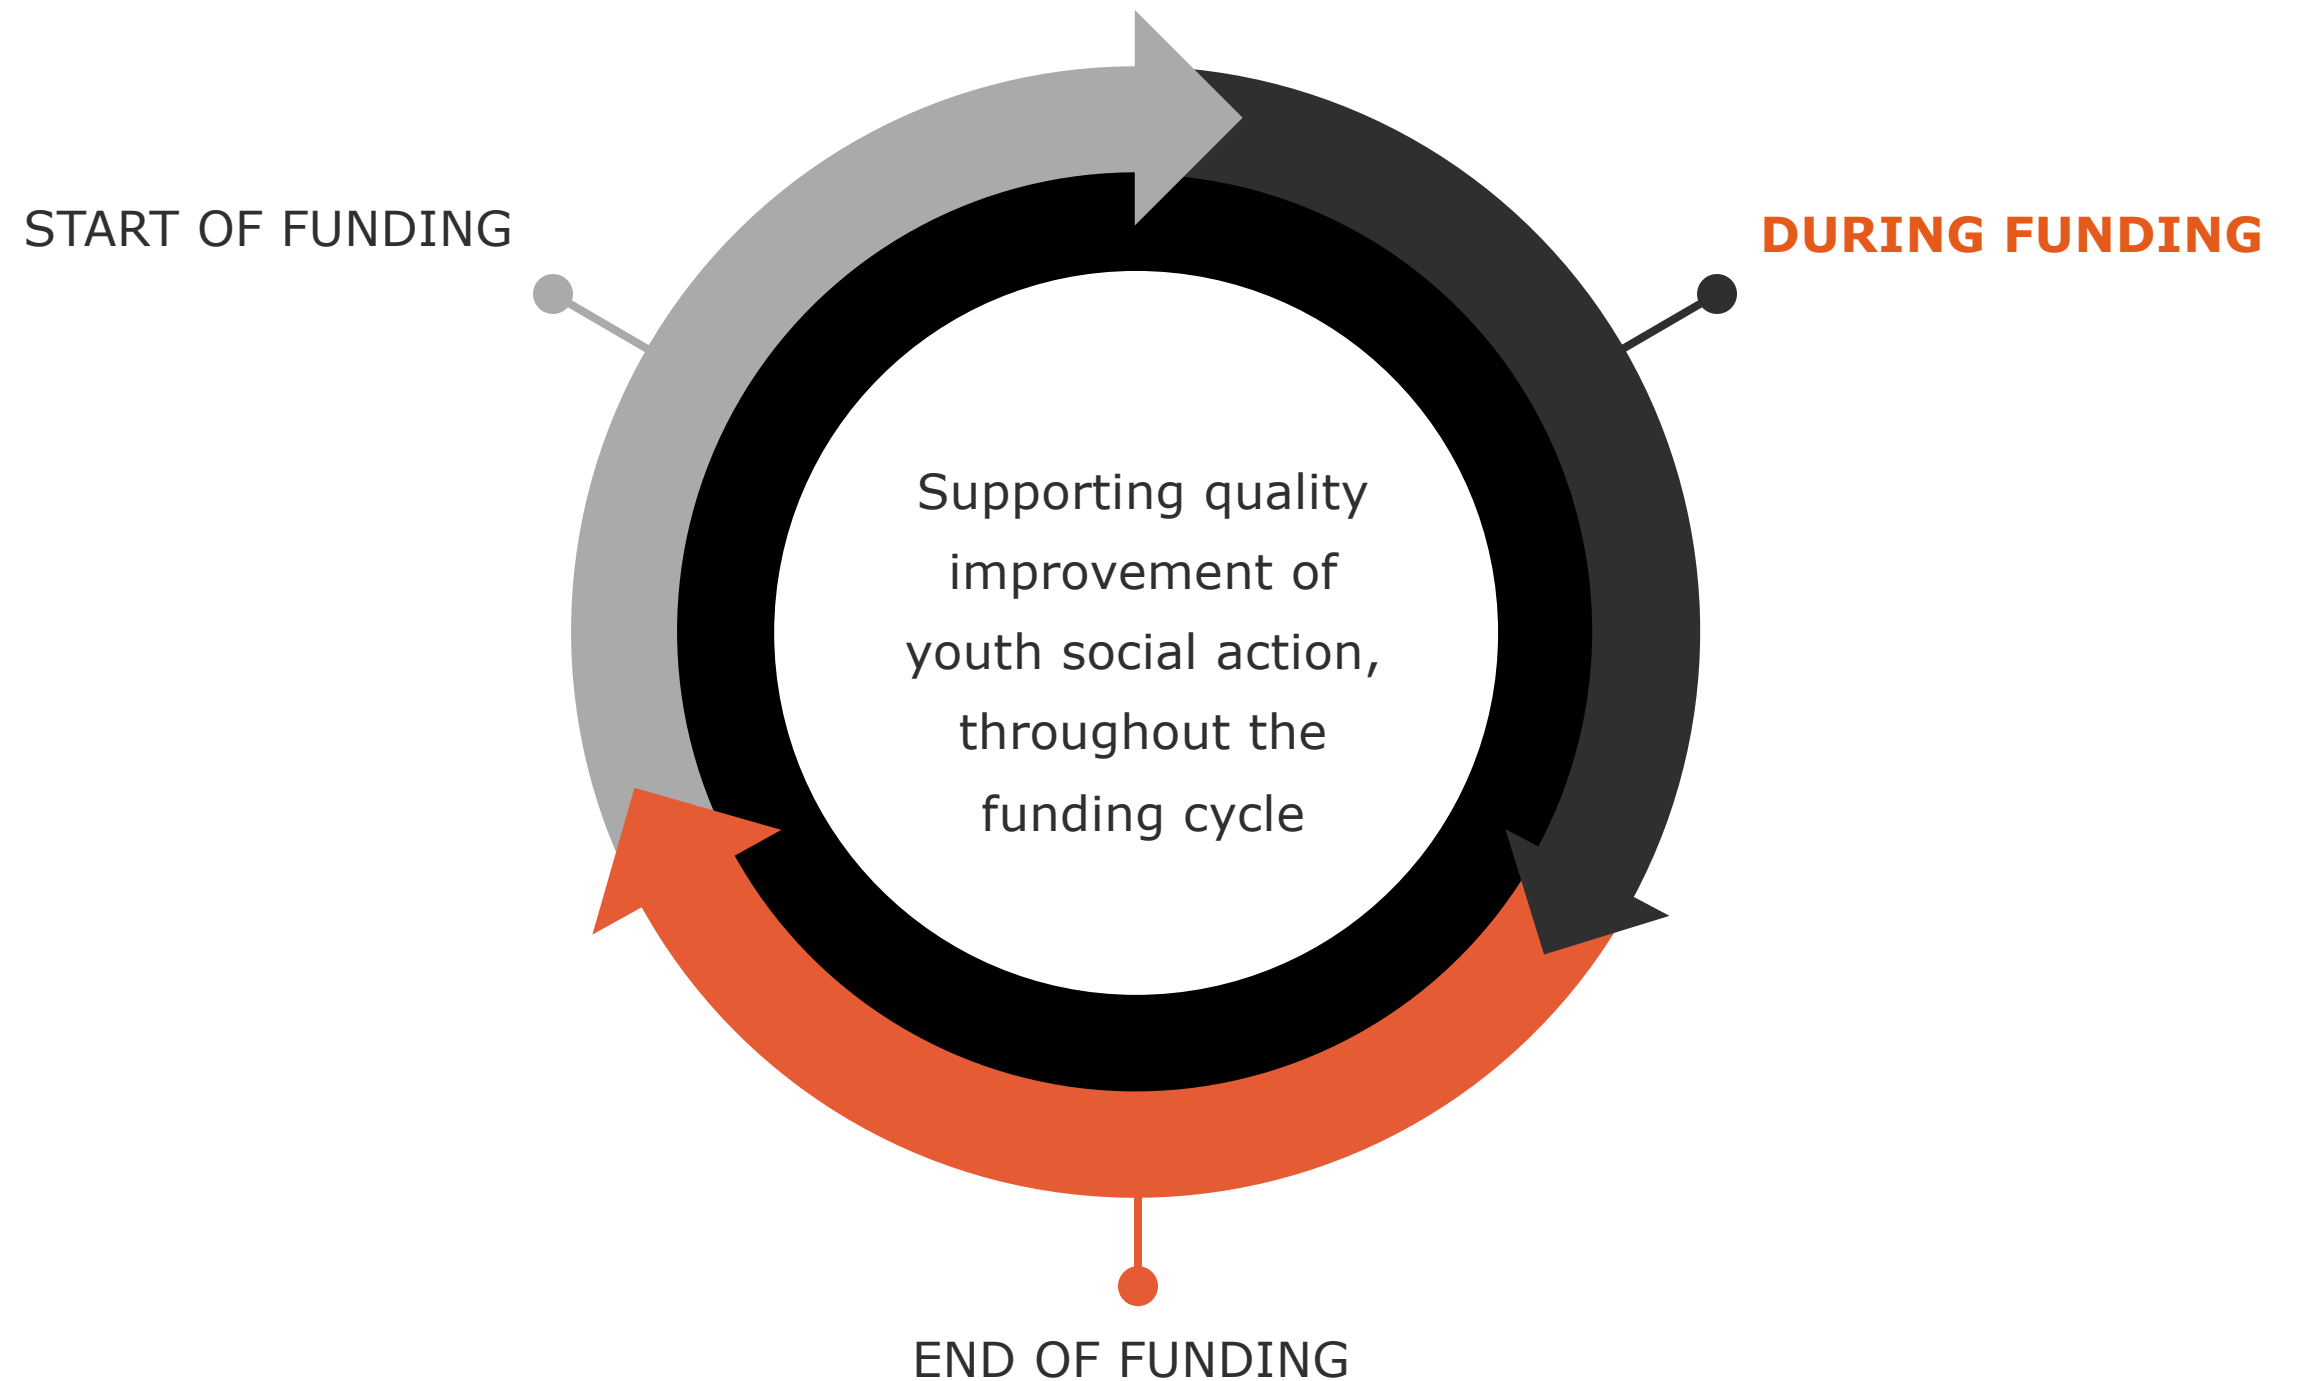 START OF FUNDING
DURING FUNDING
Supporting quality
improvement of
youth social action,
throughout the
funding cycle
END OF FUNDING